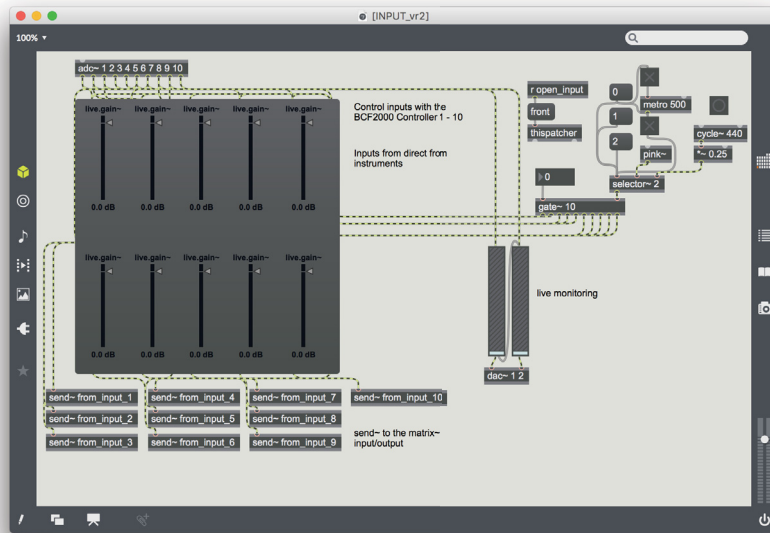 [INPUT_vr2]
100% ▼
adc~ 1 2 3 4 5 6 7 8 9 10
live.gain~ live.gain~ live.gain~ live.gain~ live.gain~
0.0 dB 0.0 dB 0.0 dB 0.0 dB 0.0 dB
live.gain~ live.gain~ live.gain~ live.gain~ live.gain~
0.0 dB 0.0 dB 0.0 dB 0.0 dB 0.0 dB
Control inputs with the
BCF2000 Controller 1 - 10
Inputs from direct from
instruments
r open_input
front
thispatcher
0
1
2
metro 500
pink~
cycle~ 440
*~ 0.25
selector~ 2
0
gate~ 10
live monitoring
dac~ 1 2
send~ from_input_1 send~ from_input_4 send~ from_input_7 send~ from_input_10
send~ from_input_2 send~ from_input_5 send~ from_input_8
send~ from_input_3 send~ from_input_6 send~ from_input_9
send~ to the matrix~
input/output